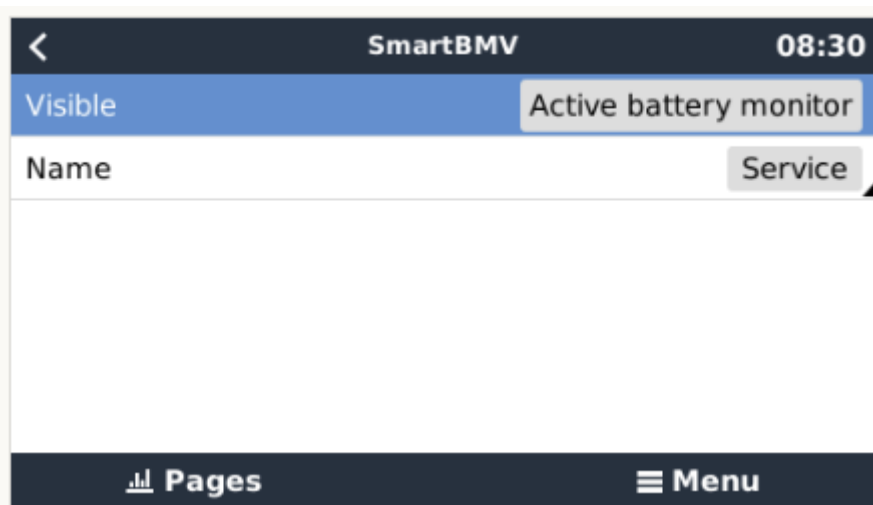 SmartBMV 08:30
Visible Active battery monitor
Name Service
Pages Menu